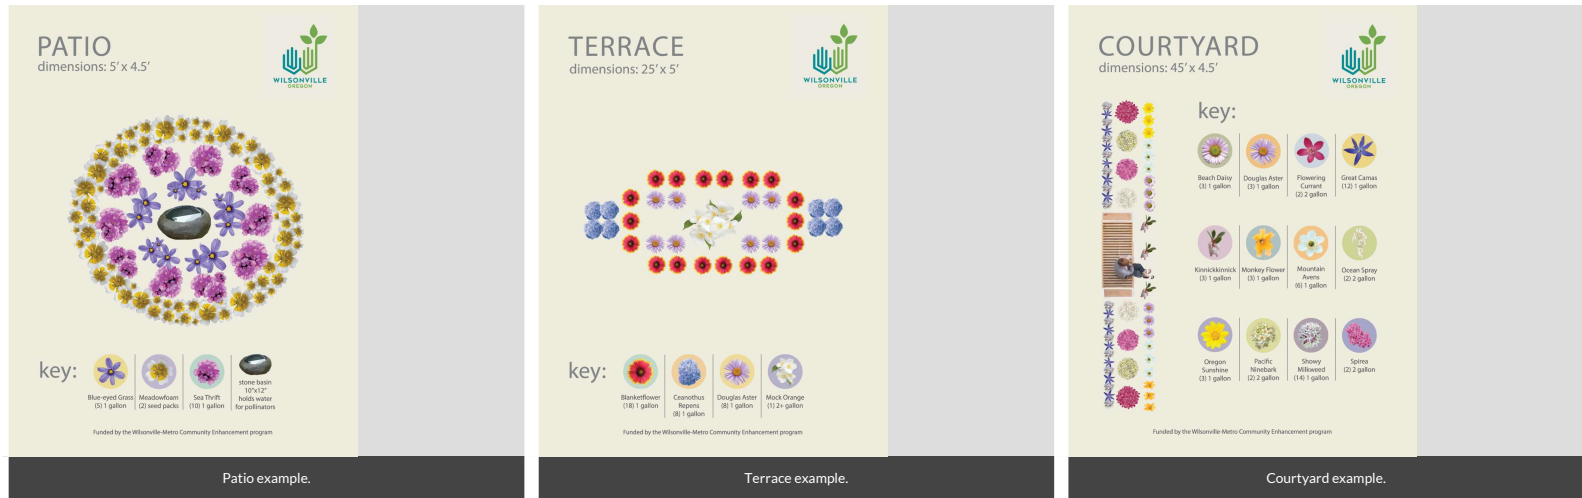 PATIO
dimensions: 5' x 4.5'
WILSONVILLE
OREGON
key:
Blue-eyed Grass
(5) 1 gallon
Meadowfoam
(2) seed packs
Sea Thrift
(10) 1 gallon
stone basin
10"x12"
holds water
for pollinators
Funded by the Wilsonville-Metro Community Enhancement program
Patio example.
TERRACE
dimensions: 25' x 5'
WILSONVILLE
OREGON
key:
Blanketflower
(18) 1 gallon
Ceanothus
Repens
(8) 1 gallon
Douglas Aster
(8) 1 gallon
Mock Orange
(1) 2+ gallon
Funded by the Wilsonville-Metro Community Enhancement program
Terrace example.
COURTYARD
dimensions: 45' x 4.5'
WILSONVILLE
OREGON
key:
Beach Daisy
(3) 1 gallon
Douglas Aster
(3) 1 gallon
Flowering
Currant
(2) 2 gallon
Great Camas
(12) 1 gallon
Kinnickkinnick
(3) 1 gallon
Monkey Flower
(3) 1 gallon
Mountain
Avens
(6) 1 gallon
Ocean Spray
(2) 2 gallon
Oregon
Sunshine
(3) 1 gallon
Pacific
Ninebark
(2) 2 gallon
Showy
Milkweed
(14) 1 gallon
Spirea
(2) 2 gallon
Funded by the Wilsonville-Metro Community Enhancement program
Courtyard example.